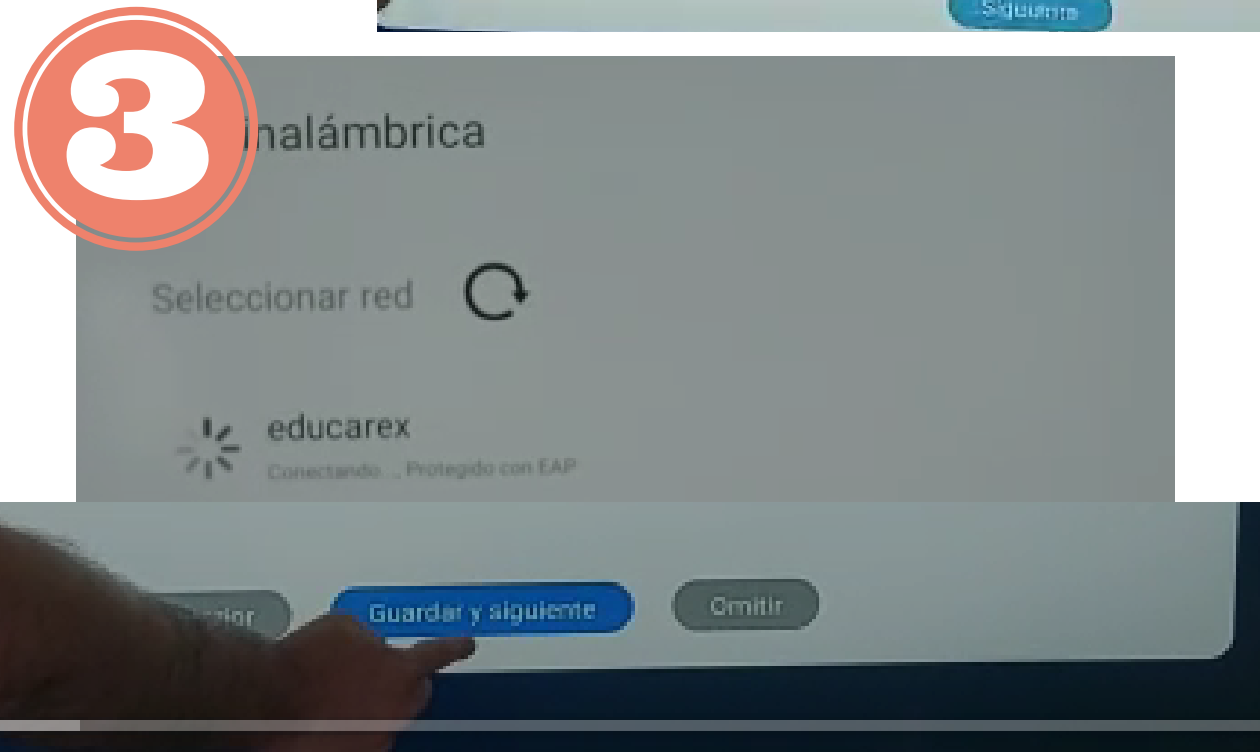 Siguiente
3
inalámbrica
Seleccionar red
educarex
Conectando... Protegido con EAP
Guardar y siguiente
Omitir